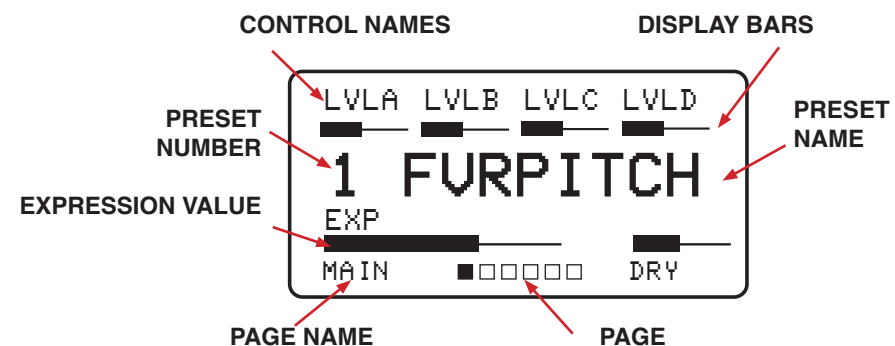 CONTROL NAMES
DISPLAY BARS
LVLA LVLB LVLC LVLD
PRESET
NUMBER
PRESET
NAME
1 FVRPITCH
EXPRESSION VALUE
EXP
MAIN
DRY
PAGE NAME
PAGE